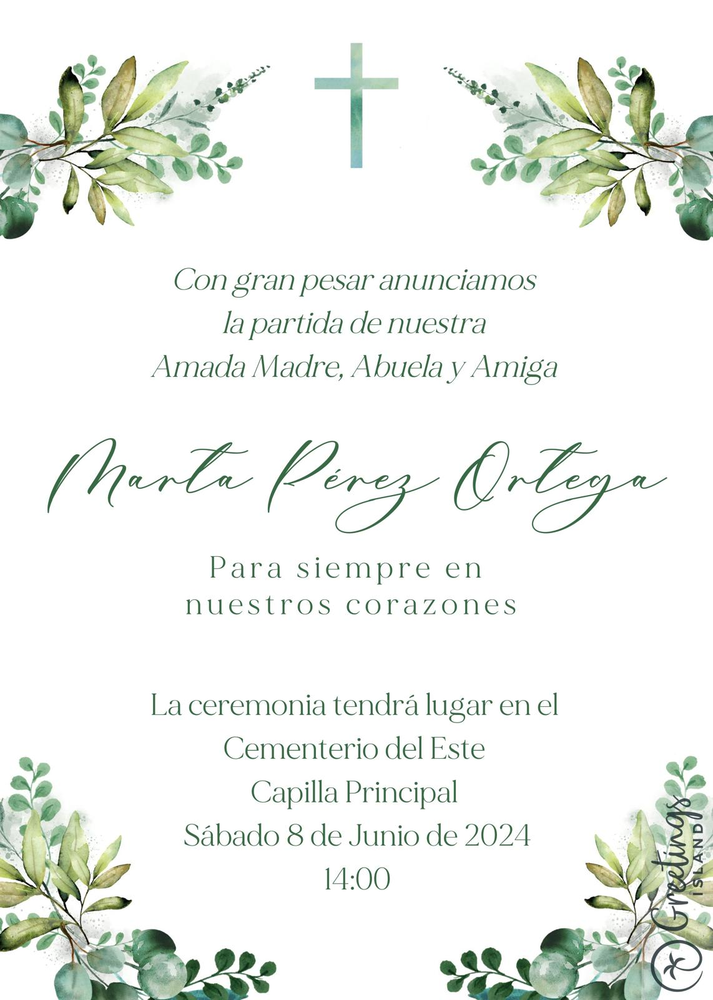 Con gran pesar anunciamos
la partida de nuestra
Amada Madre, Abuela y Amiga
Marta Pérez Ortega
Para siempre en
nuestros corazones
La ceremonia tendrá lugar en el
Cementerio del Este
Capilla Principal
Sábado 8 de Junio de 2024
14:00
Greetings
ISLAND